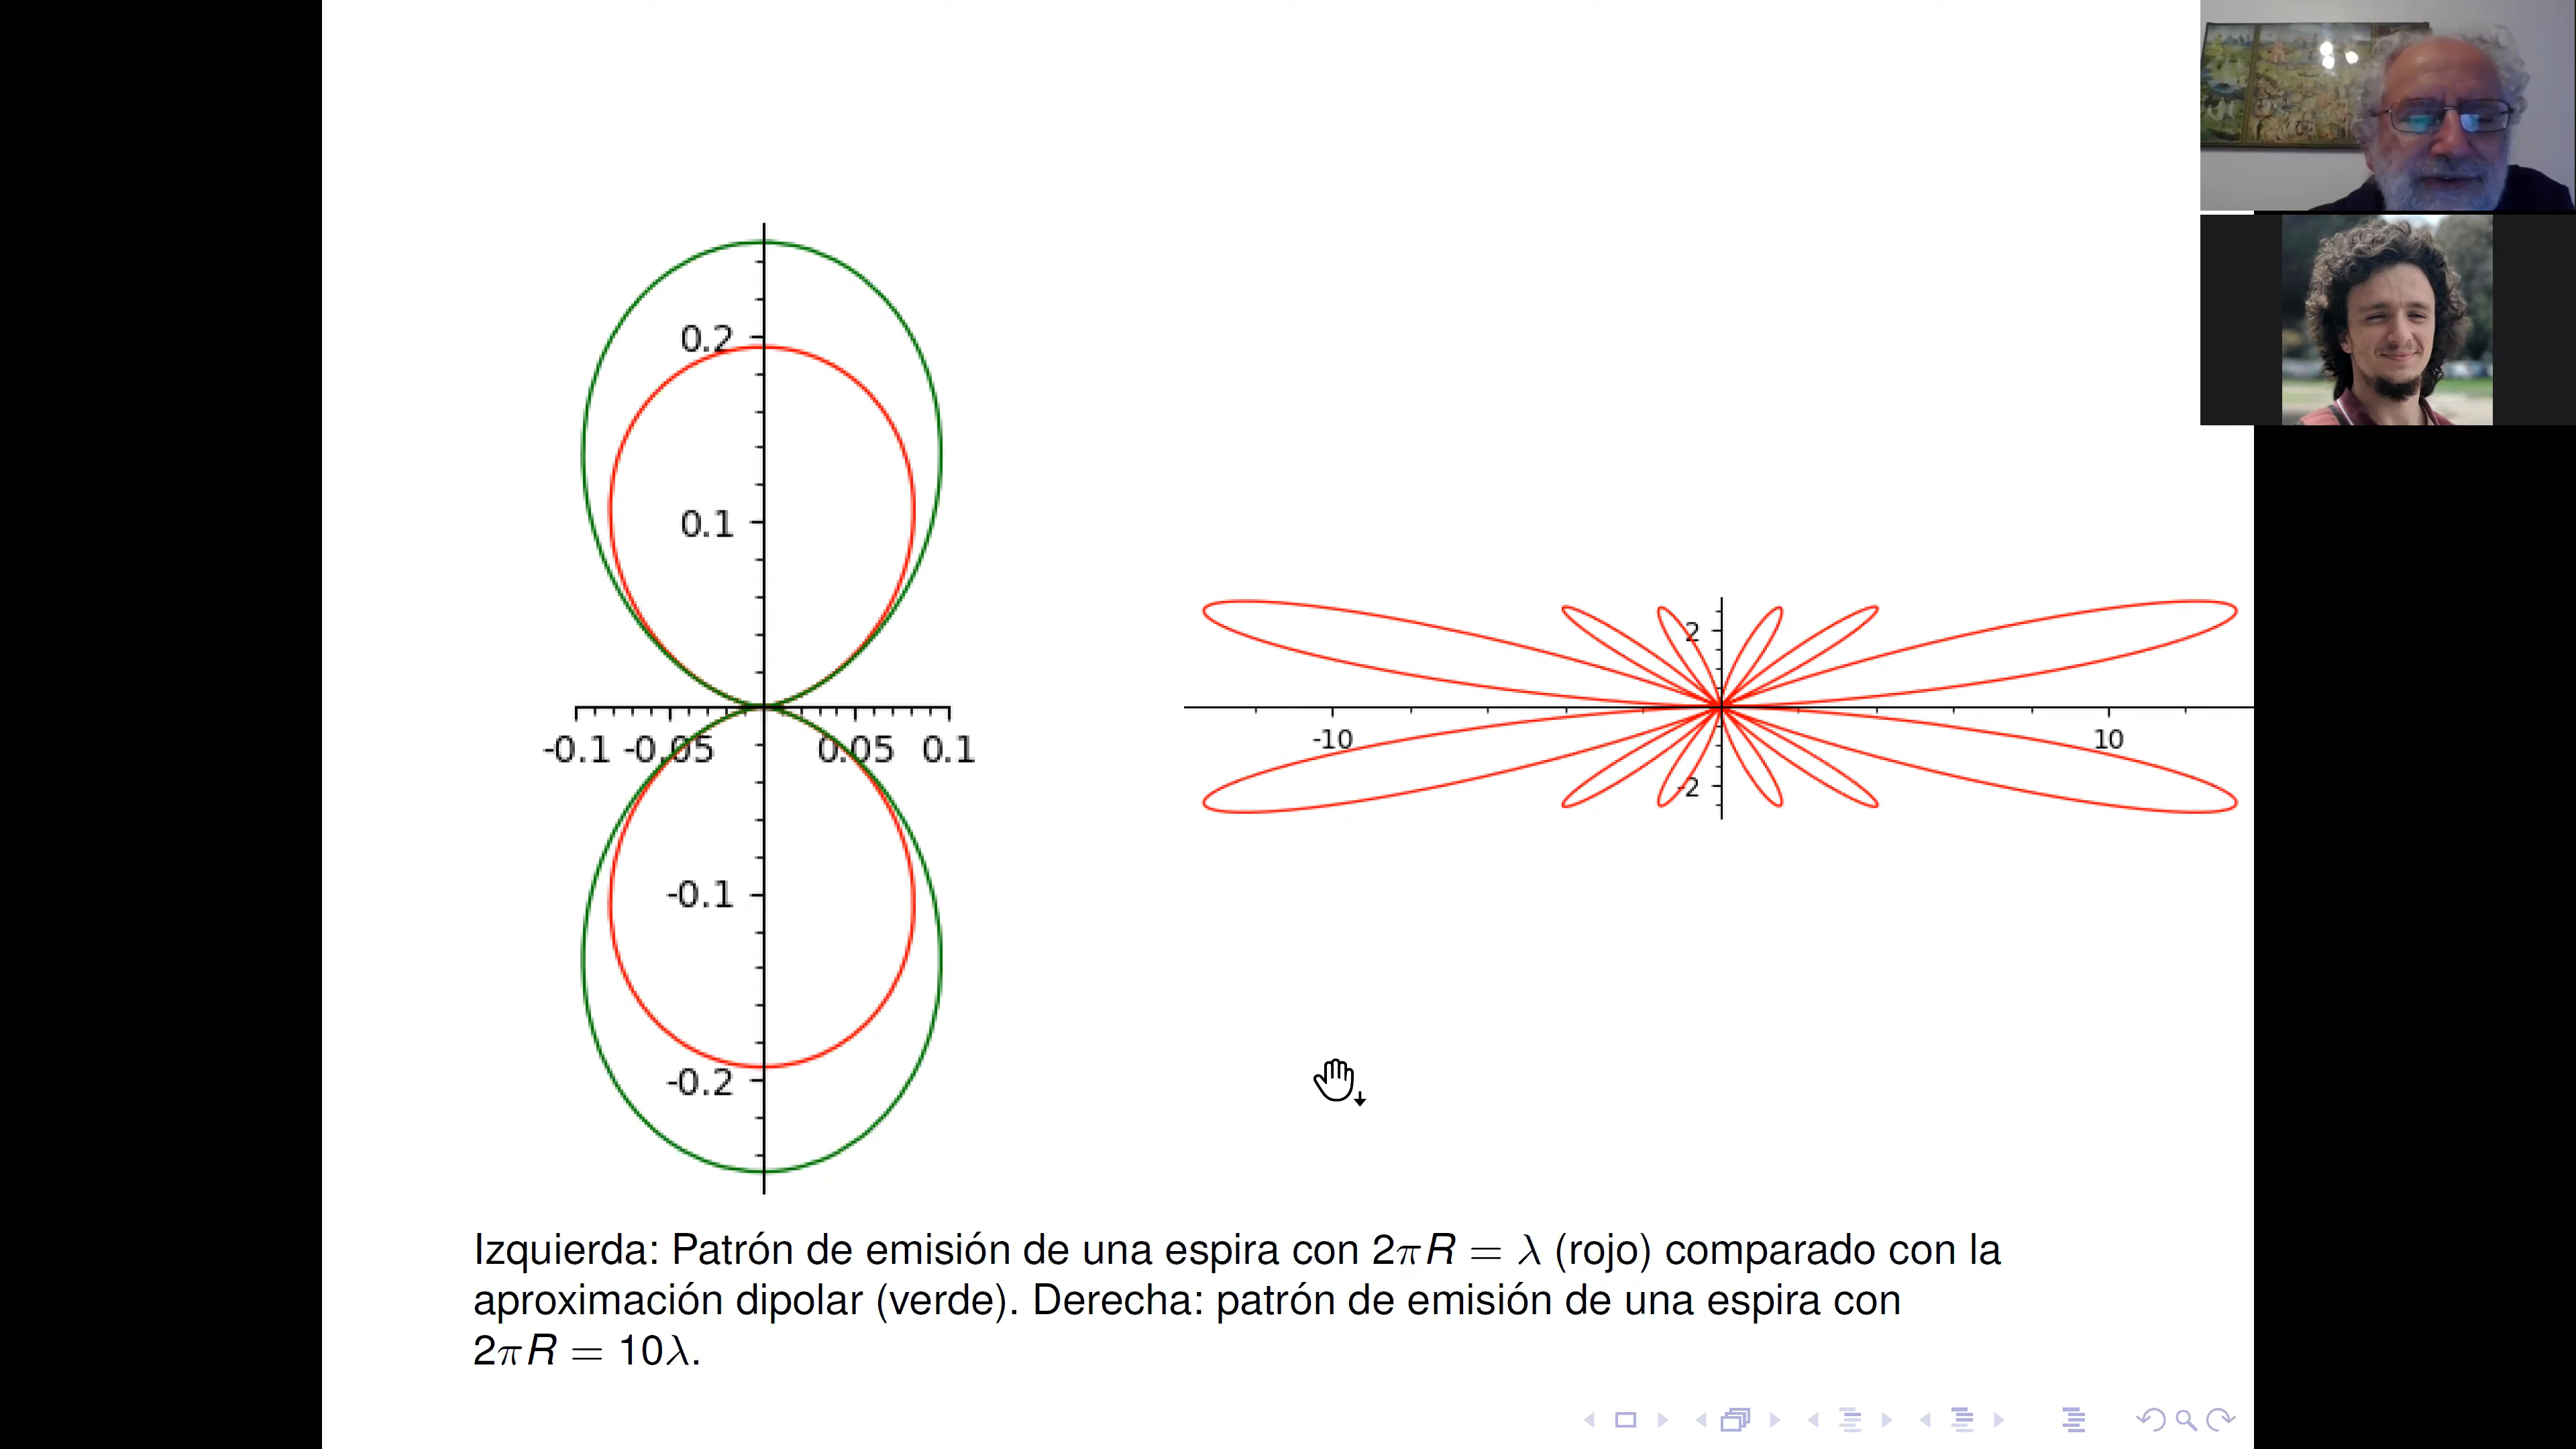 0.2
0.1
-0.1 -0.05 0.05 0.1
-0.1
-0.2
2
-10 10
-2
Izquierda: Patrón de emisión de una espira con 2πR = λ (rojo) comparado con la
aproximación dipolar (verde). Derecha: patrón de emisión de una espira con
2πR = 10λ.